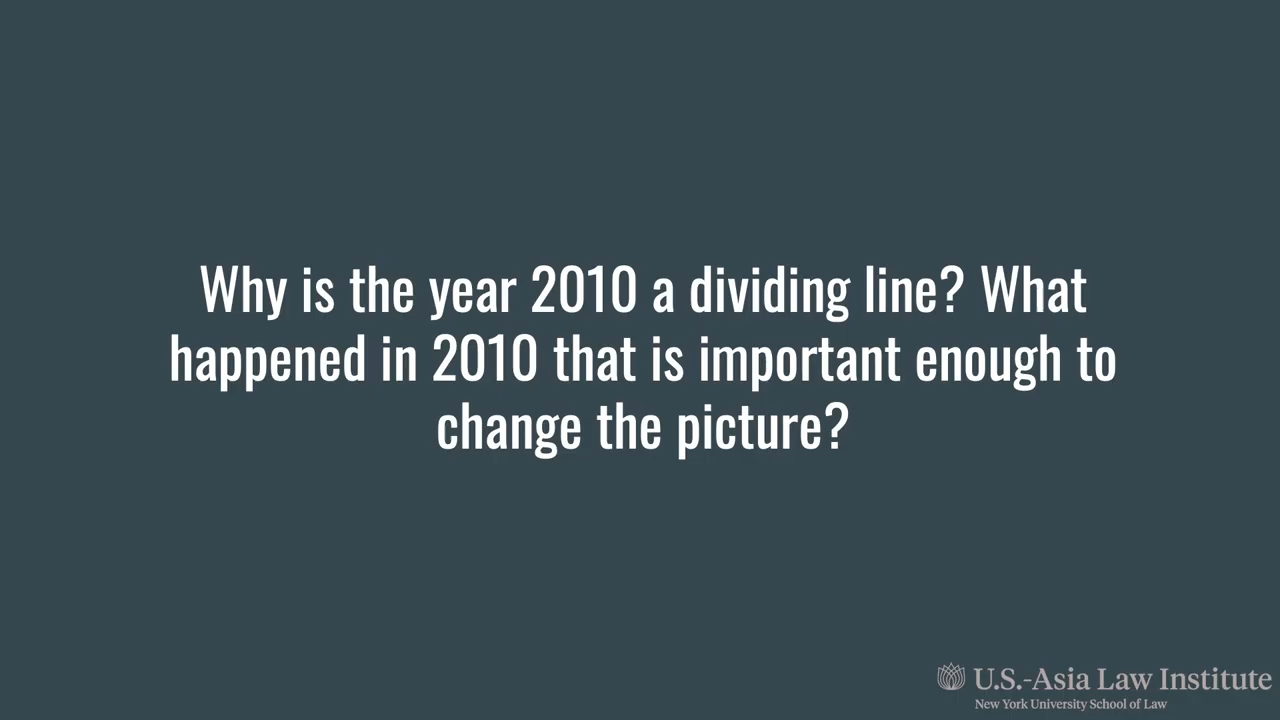 Why is the year 2010 a dividing line? What
happened in 2010 that is important enough to
change the picture?
U.S.-Asia Law Institute
New York University School of Law